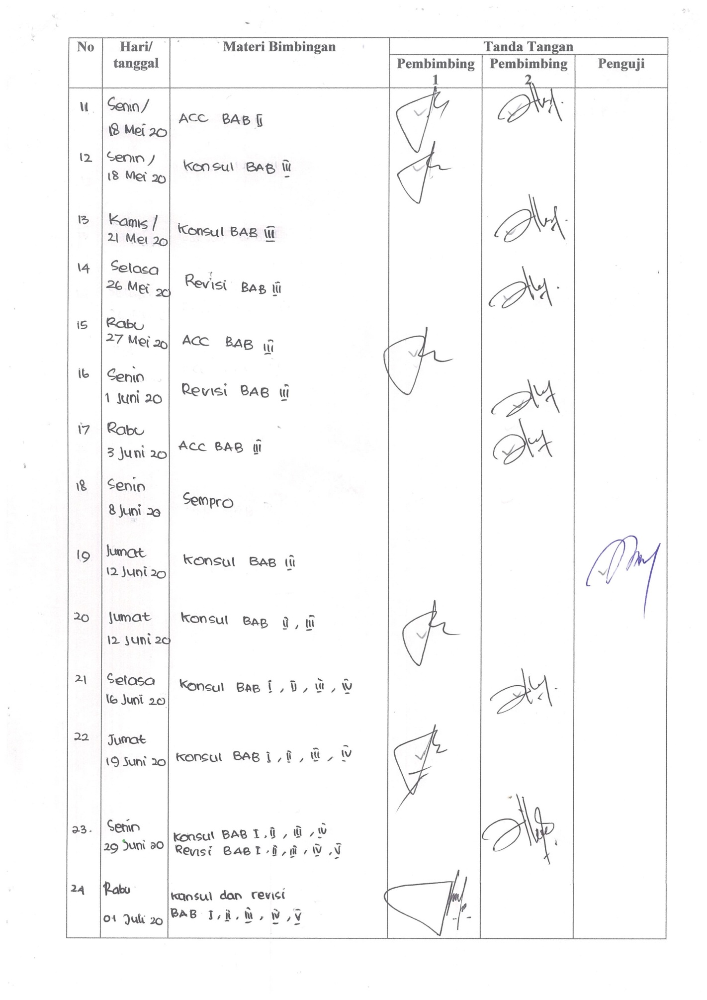 No Hari/ Materi Bimbingan Tanda Tangan
tanggal Pembimbing Pembimbing Penguji
1 2
11 Senin/
18 Mei 20 ACC BAB II
12 Senin/
18 Mei 20 Konsul BAB III
13 Kamis/
21 Mei 20 Konsul BAB III
14 Selasa
26 Mei 20 Revisi BAB III
15 Rabu
27 Mei 20 ACC BAB III
16 Senin
1 Juni 20 Revisi BAB III
17 Rabu
3 Juni 20 ACC BAB III
18 Senin
8 Juni 20 Sempro
19 Jumat
12 Juni 20 Konsul BAB III
20 Jumat Konsul BAB II, III
12 Juni 20
21 Selasa Konsul BAB I, II, III, IV
16 Juni 20
22 Jumat
19 Juni 20 Konsul BAB I, II, III, IV
23. Senin Konsul BAB I, II, III, IV
29 Juni 20 Revisi BAB I, II, III, IV, V
24 Rabu Konsul dan revisi
01 Juli 20 BAB I, II, III, IV, V